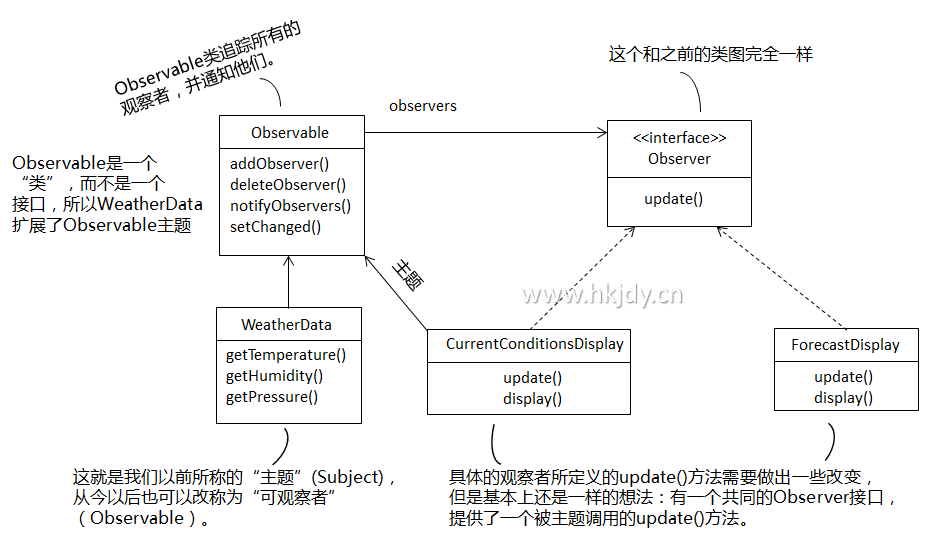 Observable类追踪所有的
观察者，并通知他们。
这个和之前的类图完全一样
observers
Observable
addObserver()
deleteObserver()
notifyObservers()
setChanged()
<<interface>>
Observer
update()
Observable是一个
“类”，而不是一个
接口，所以WeatherData
扩展了Observable主题
主题
www.hkjdy.cn
WeatherData
getTemperature()
getHumidity()
getPressure()
CurrentConditionsDisplay
update()
display()
ForecastDisplay
update()
display()
这就是我们以前所称的“主题”(Subject)，
从今以后也可以改称为“可观察者”
（Observable）。
具体的观察者所定义的update()方法需要做出一些改变，
但是基本上还是一样的想法：有一个共同的Observer接口，
提供了一个被主题调用的update()方法。